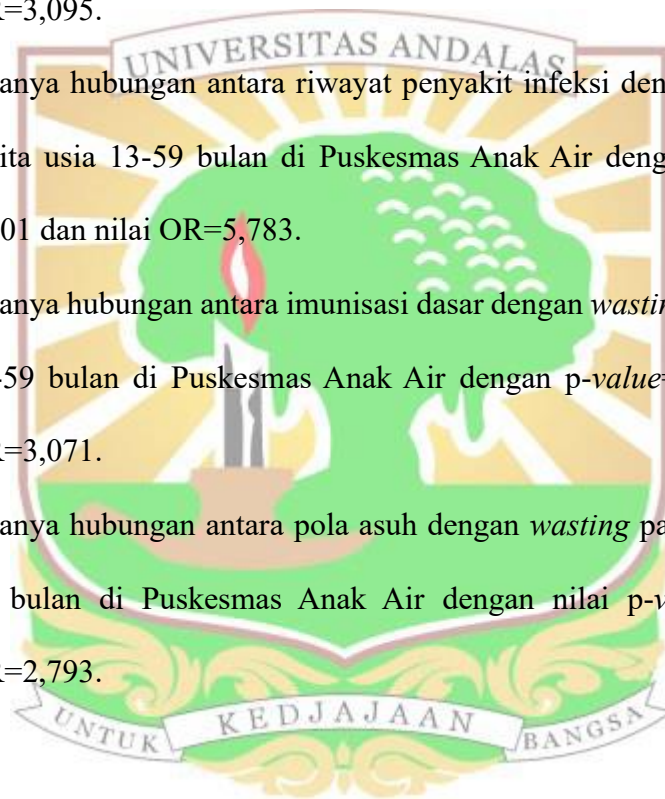 R=3,095.
UNIVERSITAS ANDALAS
anya hubungan antara riwayat penyakit infeksi den
ita usia 13-59 bulan di Puskesmas Anak Air deng
01 dan nilai OR=5,783.
anya hubungan antara imunisasi dasar dengan wastin
-59 bulan di Puskesmas Anak Air dengan p-value=
R=3,071.
anya hubungan antara pola asuh dengan wasting pa
bulan di Puskesmas Anak Air dengan nilai p-v
R=2,793.
UNTUK KEDJAJAAN BANGSA